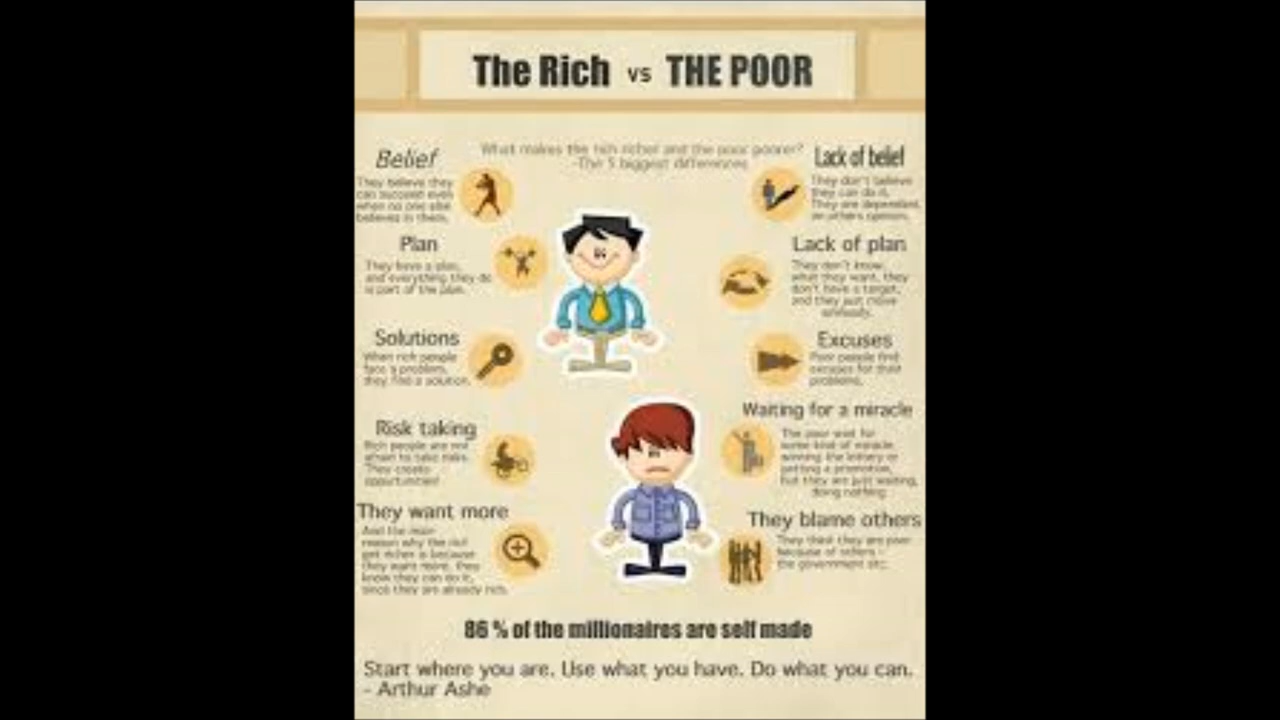 The Rich vs THE POOR
What makes the rich richer and the poor poorer?
-The 5 biggest differences
Belief
They believe they
can succeed even
when no one else
believes in them.
Plan
They have a plan,
and everything they do
is part of the plan.
Solutions
When rich people
face a problem,
they find a solution.
Risk taking
Rich people are not
afraid to take risks.
They create
opportunities!
They want more
And the main
reason why the rich
get richer is because
they want more, they
know they can do it,
since they are already rich.
Lack of belief
They don't believe
they can do it.
They are dependent
on others opinion.
Lack of plan
They don't know,
what they want, they
don't have a target,
and they just move
aimlessly.
Excuses
Poor people find
excuses for their
problems.
Waiting for a miracle
The poor wait for
some kind of miracle,
winning the lottery or
getting a promotion,
but they are just waiting,
doing nothing
They blame others
They think they are poor
because of others -
the government etc.
86 % of the millionaires are self made
Start where you are. Use what you have. Do what you can.
- Arthur Ashe